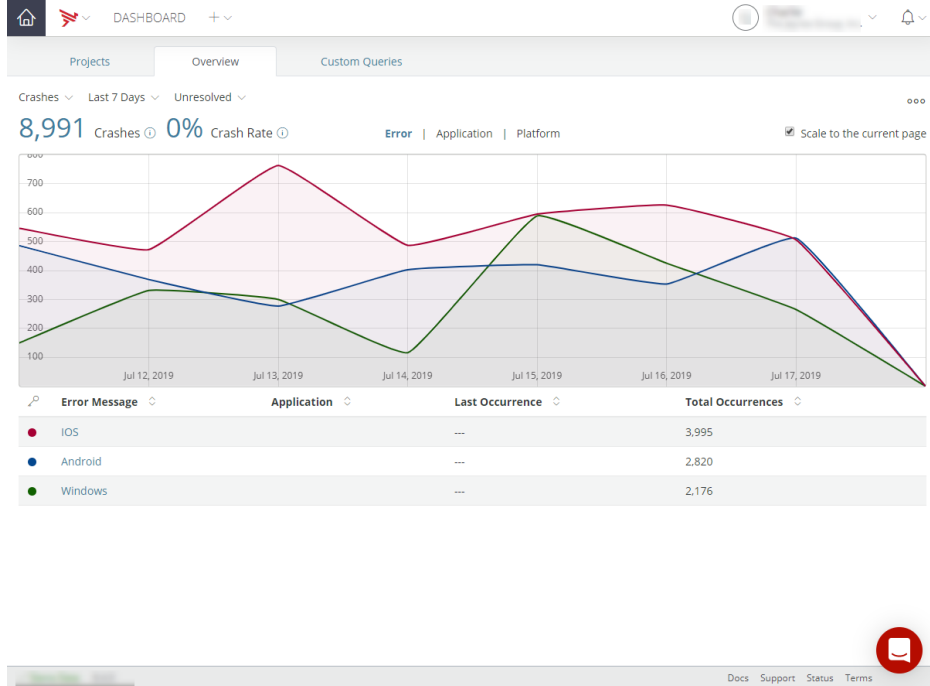 DASHBOARD
Projects Overview Custom Queries
Crashes Last 7 Days Unresolved
8,991 Crashes 0% Crash Rate Error | Application | Platform Scale to the current page
800
700
600
500
400
300
200
100
Jul 12, 2019 Jul 13, 2019 Jul 14, 2019 Jul 15, 2019 Jul 16, 2019 Jul 17, 2019
Error Message Application Last Occurrence Total Occurrences
IOS --- 3,995
Android --- 2,820
Windows --- 2,176
Docs Support Status Terms